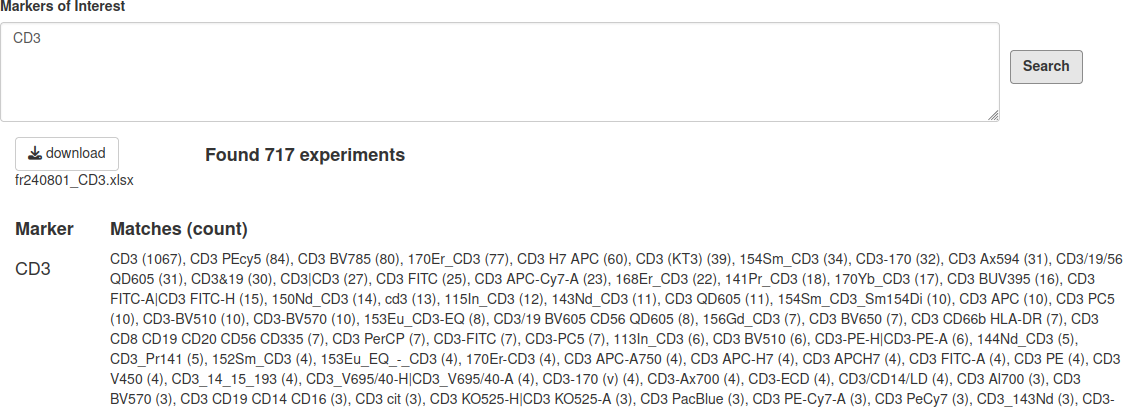 Markers of Interest
CD3
Search
download
Found 717 experiments
fr240801_CD3.xlsx
Marker
Matches (count)
CD3
CD3 (1067), CD3 PEcy5 (84), CD3 BV785 (80), 170Er_CD3 (77), CD3 H7 APC (60), CD3 (KT3) (39), 154Sm_CD3 (34), CD3-170 (32), CD3 Ax594 (31), CD3/19/56
QD605 (31), CD3&19 (30), CD3|CD3 (27), CD3 FITC (25), CD3 APC-Cy7-A (23), 168Er_CD3 (22), 141Pr_CD3 (18), 170Yb_CD3 (17), CD3 BUV395 (16), CD3
FITC-A|CD3 FITC-H (15), 150Nd_CD3 (14), cd3 (13), 115In_CD3 (12), 143Nd_CD3 (11), CD3 QD605 (11), 154Sm_CD3_Sm154Di (10), CD3 APC (10), CD3 PC5
(10), CD3-BV510 (10), CD3-BV570 (10), 153Eu_CD3-EQ (8), CD3/19 BV605 CD56 QD605 (8), 156Gd_CD3 (7), CD3 BV650 (7), CD3 CD66b HLA-DR (7), CD3
CD8 CD19 CD20 CD56 CD335 (7), CD3 PerCP (7), CD3-FITC (7), CD3-PC5 (7), 113In_CD3 (6), CD3 BV510 (6), CD3-PE-H|CD3-PE-A (6), 144Nd_CD3 (5),
CD3_Pr141 (5), 152Sm_CD3 (4), 153Eu_EQ_-_CD3 (4), 170Er-CD3 (4), CD3 APC-A750 (4), CD3 APC-H7 (4), CD3 APCH7 (4), CD3 FITC-A (4), CD3 PE (4), CD3
V450 (4), CD3_14_15_193 (4), CD3_V695/40-H|CD3_V695/40-A (4), CD3-170 (v) (4), CD3-Ax700 (4), CD3-ECD (4), CD3/CD14/LD (4), CD3 Al700 (3), CD3
BV570 (3), CD3 CD19 CD14 CD16 (3), CD3 cit (3), CD3 KO525-H|CD3 KO525-A (3), CD3 PacBlue (3), CD3 PE-Cy7-A (3), CD3 PeCy7 (3), CD3_143Nd (3), CD3-